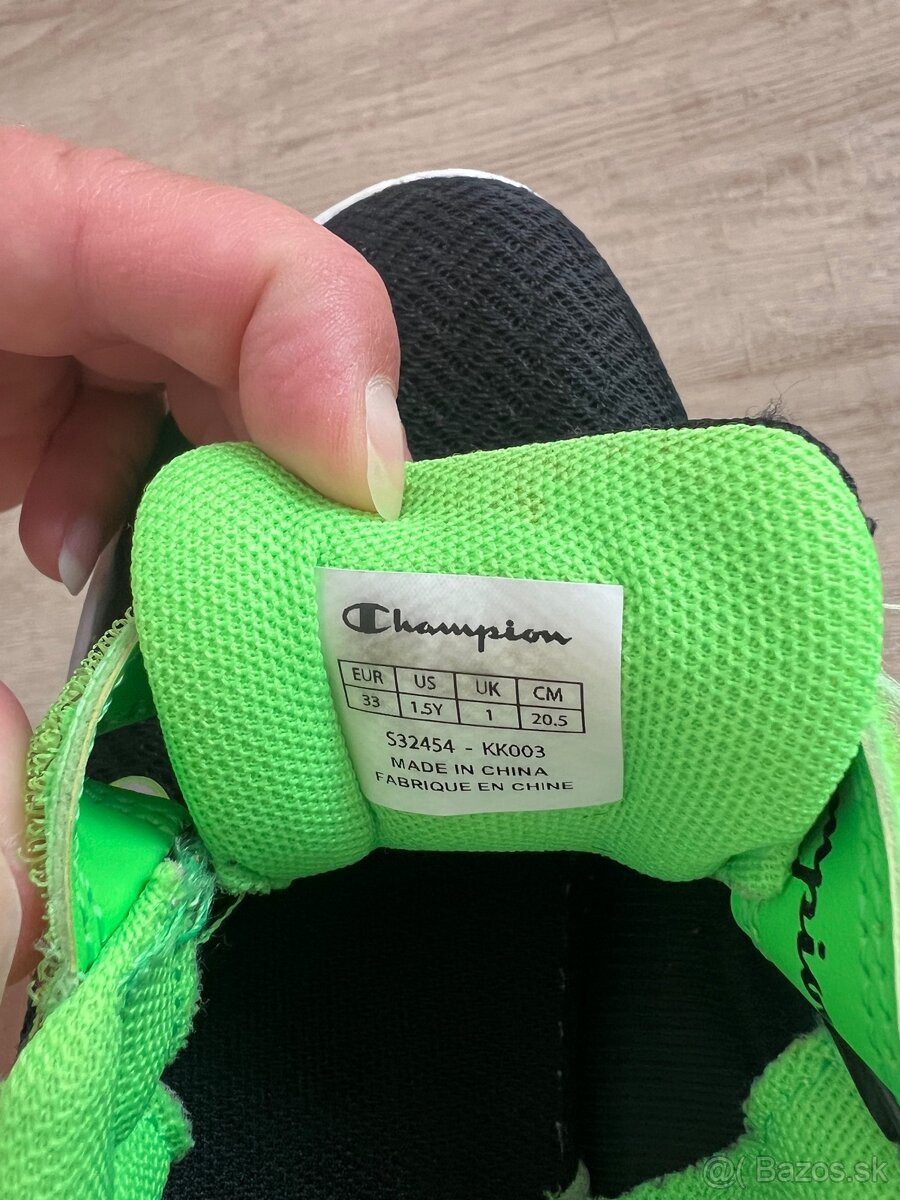 Champion
EUR US UK CM
33 1.5Y 1 20.5
S32454 - KK003
MADE IN CHINA
FABRIQUE EN CHINE
mpio
@( Bazos.sk